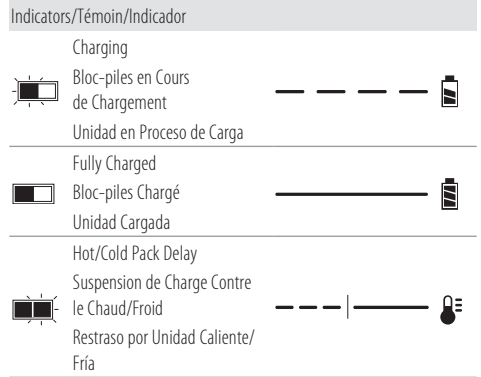 Indicators/Témoin/Indicador
Charging
Bloc-piles en Cours
de Chargement
Unidad en Proceso de Carga
Fully Charged
Bloc-piles Chargé
Unidad Cargada
Hot/Cold Pack Delay
Suspension de Charge Contre
le Chaud/Froid
Restraso por Unidad Caliente/
Fría